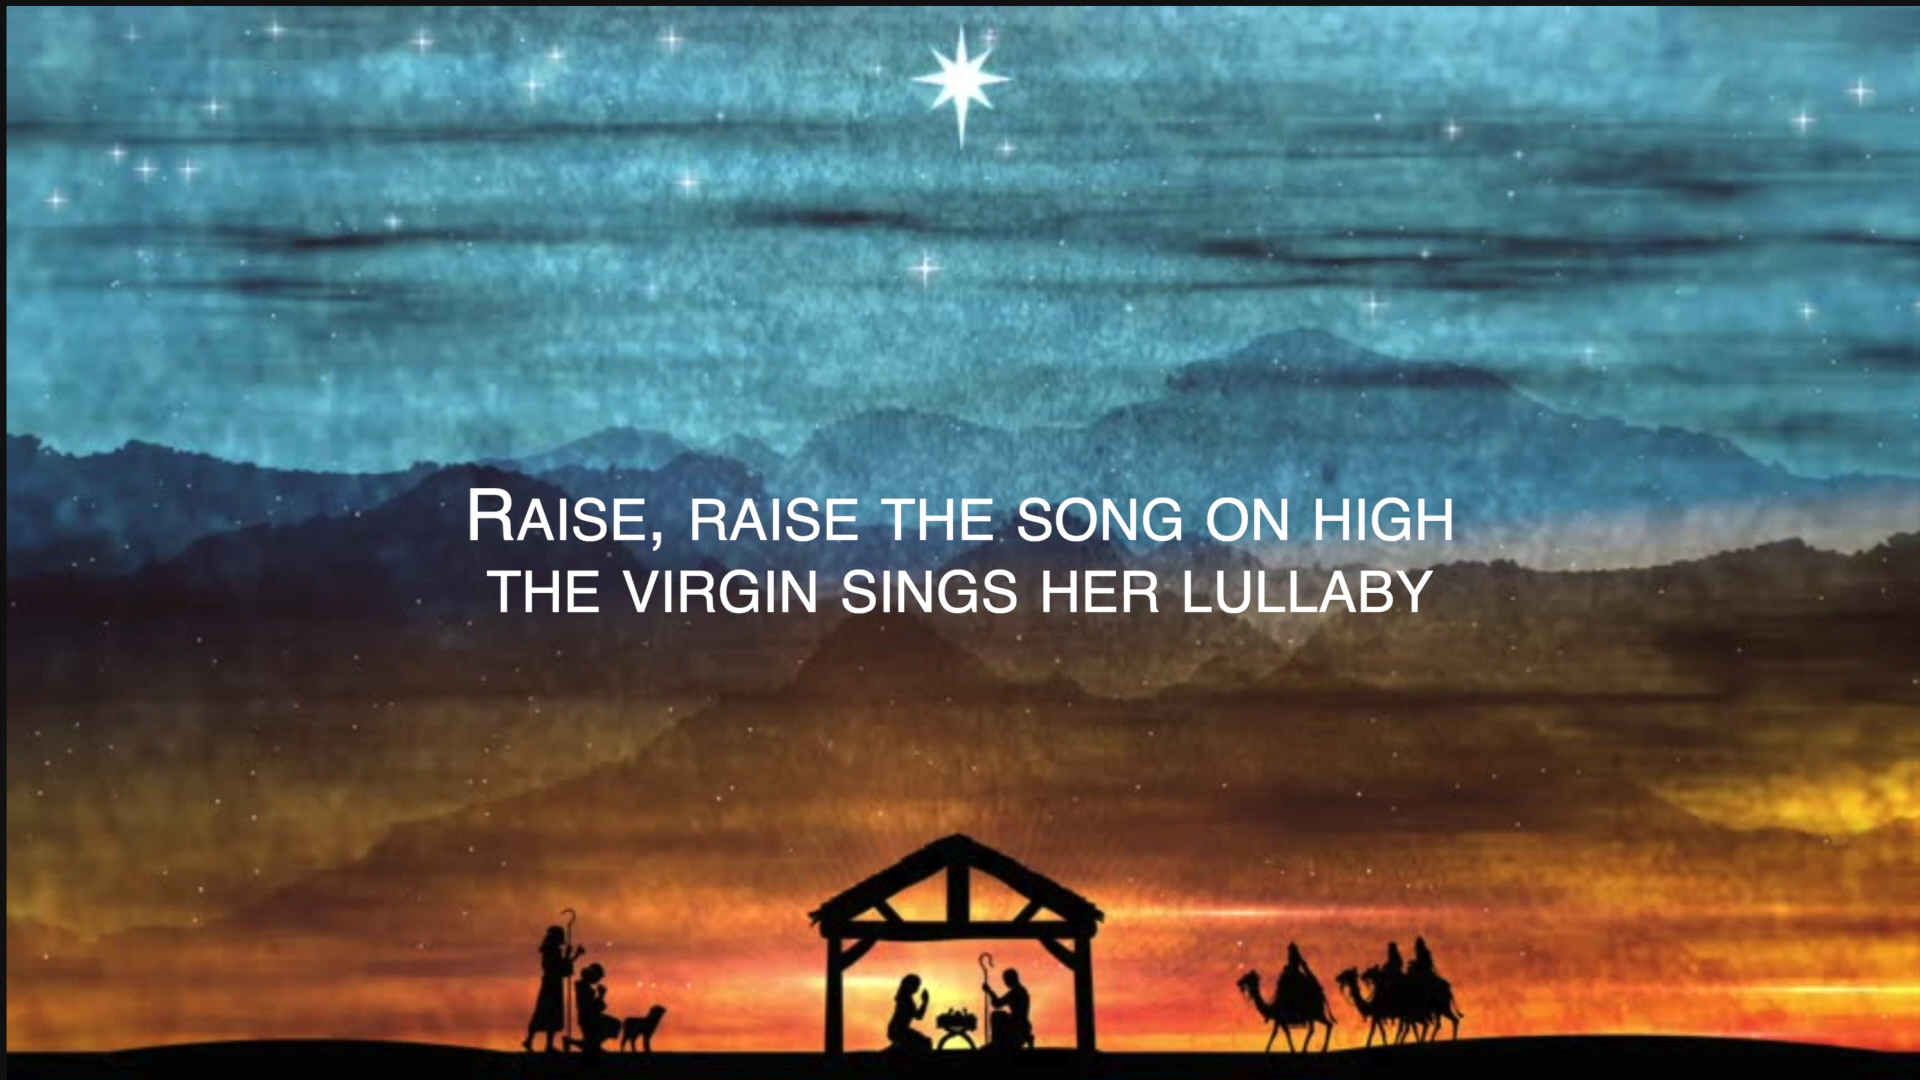 Raise, raise the song on high
the virgin sings her lullaby